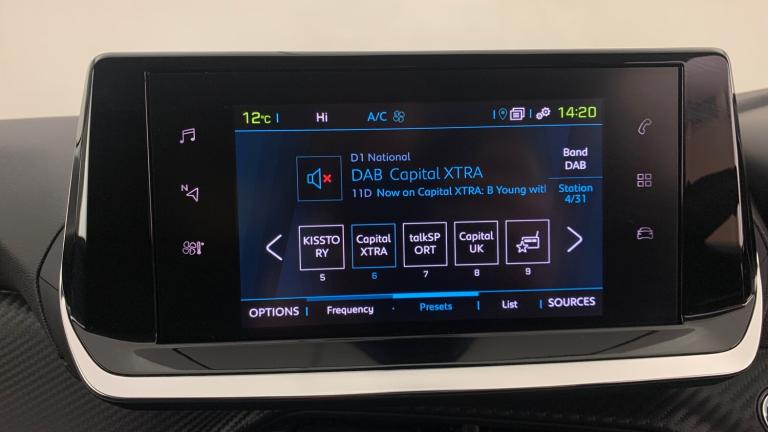 12°C Hi A/C 14:20
D1 National
DAB Capital XTRA
11D Now on Capital XTRA: B Young wit
Band
DAB
Station
4/31
N
KISSTO
RY
5
Capital
XTRA
6
talkSP
ORT
7
Capital
UK
8
9
OPTIONS Frequency Presets List SOURCES